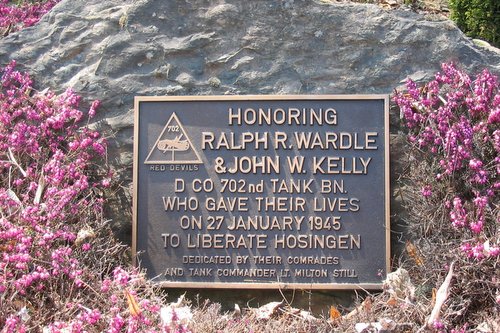 HONORING
702
RED DEVILS
RALPH R. WARDLE
& JOHN W. KELLY
D CO 702nd TANK BN.
WHO GAVE THEIR LIVES
ON 27 JANUARY 1945
TO LIBERATE HOSINGEN
DEDICATED BY THEIR COMRADES
AND TANK COMMANDER LT. MILTON STILL